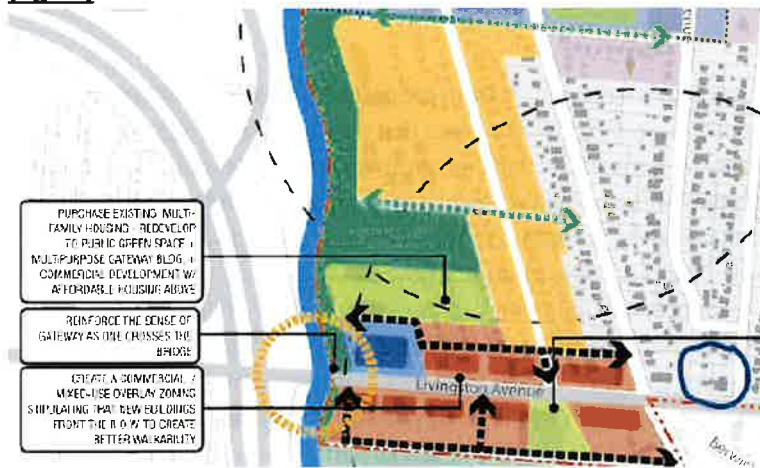 PURCHASE EXISTING MULTI-
FAMILY HOUSING - REDEVELOP
TO PUBLIC GREEN SPACE +
MULTIPURPOSE GATEWAY BLDG. +
COMMERCIAL DEVELOPMENT W/
AFFORDABLE HOUSING ABOVE
REINFORCE THE SENSE OF
GATEWAY AS ONE CROSSES THE
BRIDGE
CREATE A COMMERCIAL /
MIXED-USE OVERLAY ZONING
STIPULATING THAT NEW BUILDINGS
FRONT THE R.O.W TO CREATE
BETTER WALKABILITY
Livingston Avenue